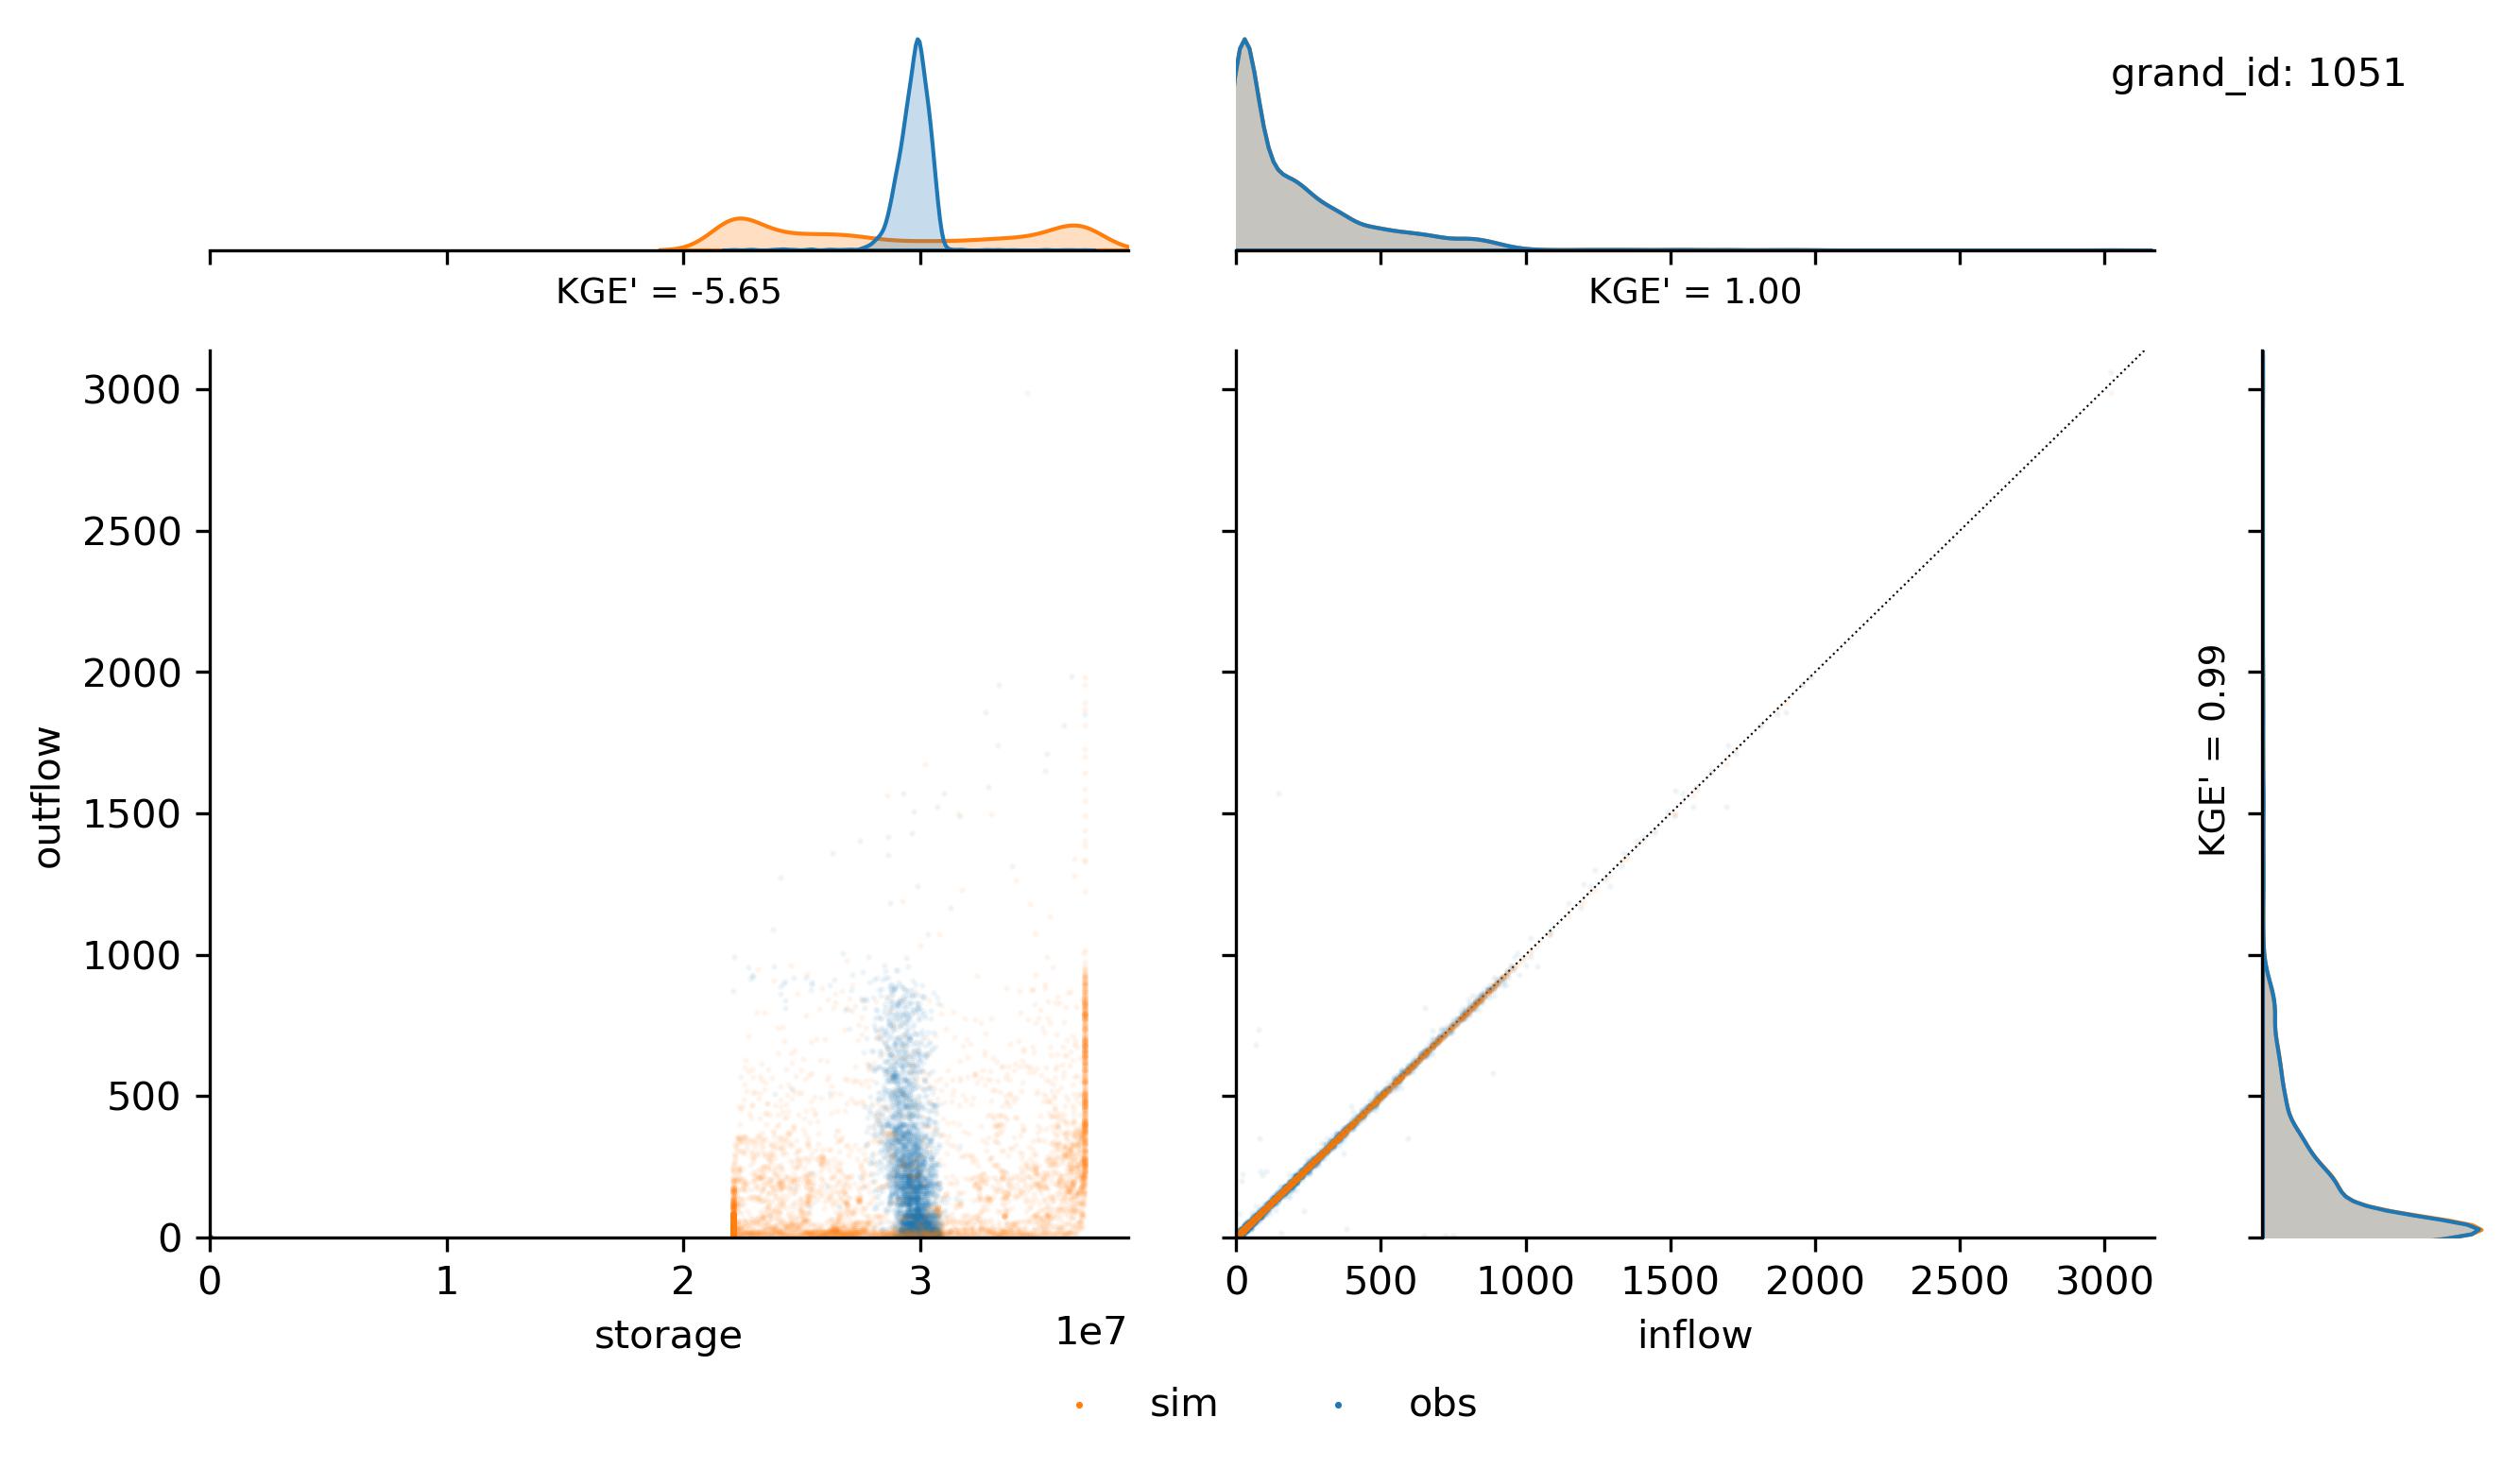 grand_id: 1051
KGE' = -5.65
KGE' = 1.00
3000
2500
2000
1500
1000
500
0
outflow
KGE' = 0.99
0 1 2 3
1e7
storage
0 500 1000 1500 2000 2500 3000
inflow
sim obs